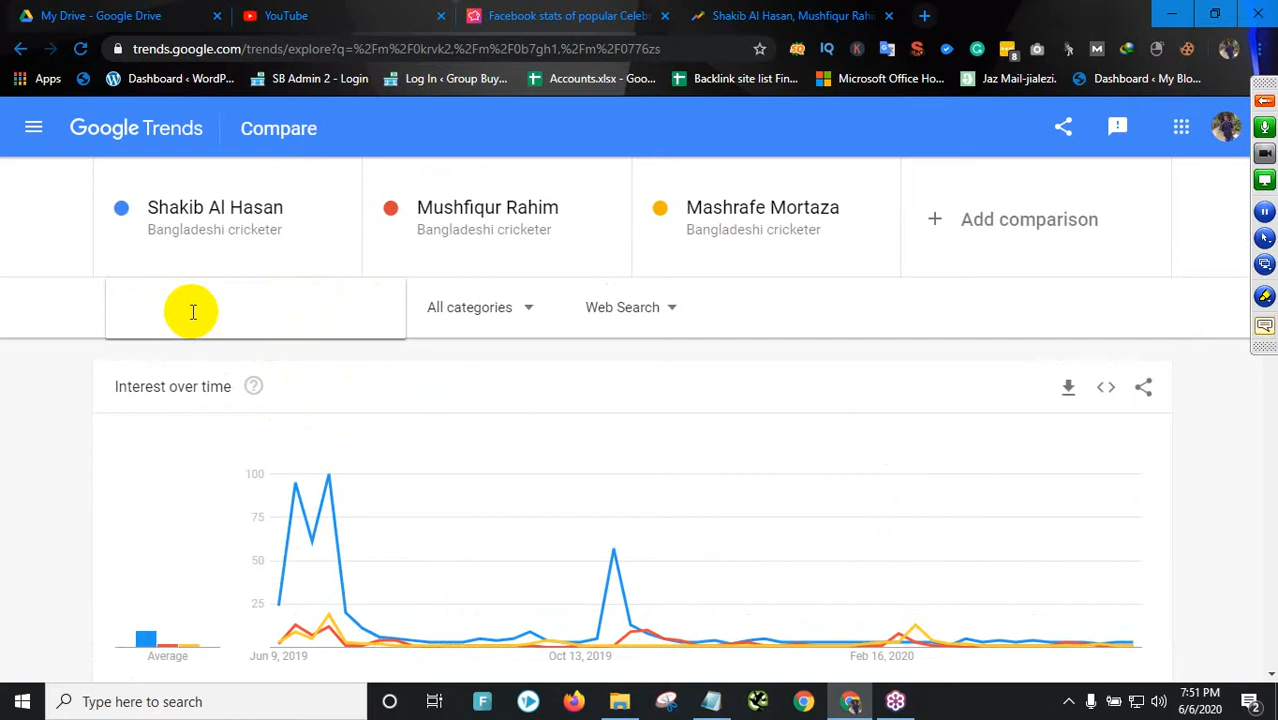 My Drive - Google Drive
YouTube
Facebook stats of popular Celebr
Shakib Al Hasan, Mushfiqur Rahi
trends.google.com/trends/explore?q=%2Fm%2F0krvk2,%2Fm%2F0b7gh1,%2Fm%2F0776zs
Apps
Dashboard ‹ WordP...
SB Admin 2 - Login
Log In ‹ Group Buy...
Accounts.xlsx - Goo...
Backlink site list Fin...
Microsoft Office Ho...
Jaz Mail-jialezi.
Dashboard ‹ My Blo...
Google Trends
Compare
Shakib Al Hasan
Bangladeshi cricketer
Mushfiqur Rahim
Bangladeshi cricketer
Mashrafe Mortaza
Bangladeshi cricketer
+ Add comparison
All categories
Web Search
Interest over time
100
75
50
25
Average
Jun 9, 2019
Oct 13, 2019
Feb 16, 2020
Type here to search
7:51 PM
6/6/2020
2